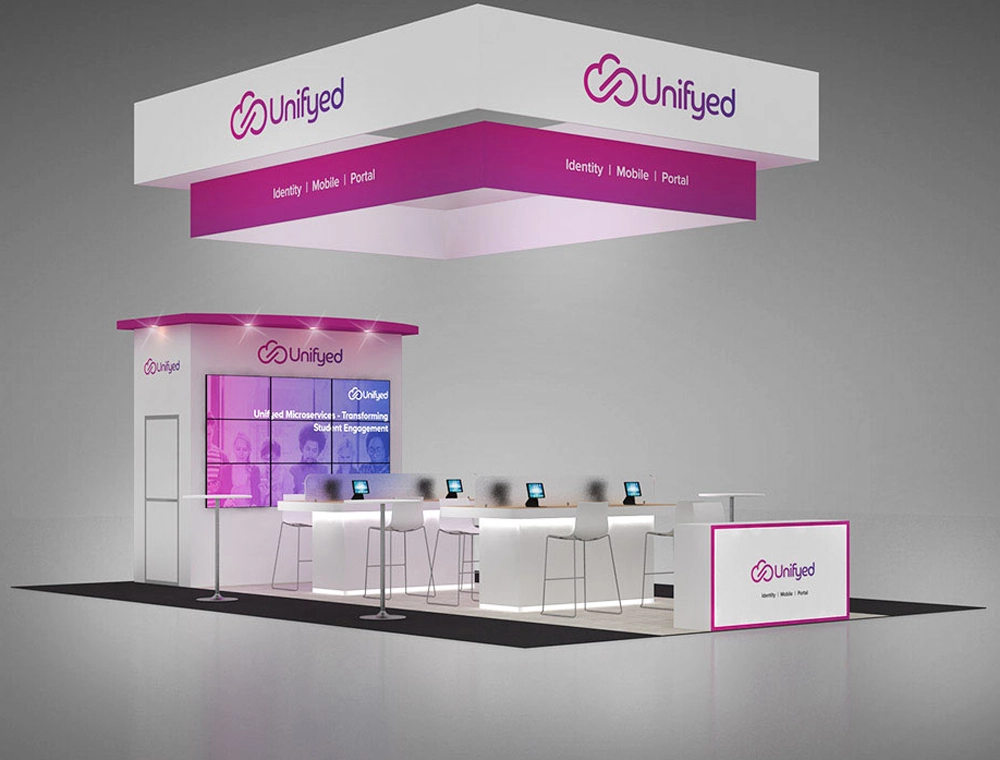 Unifyed
Unifyed
Identity | Mobile | Portal
Identity | Mobile | Portal
Unifyed
Unifyed
Unifyed
Unifyed Microservices - Transforming
Student Engagement
Unifyed
Identity | Mobile | Portal